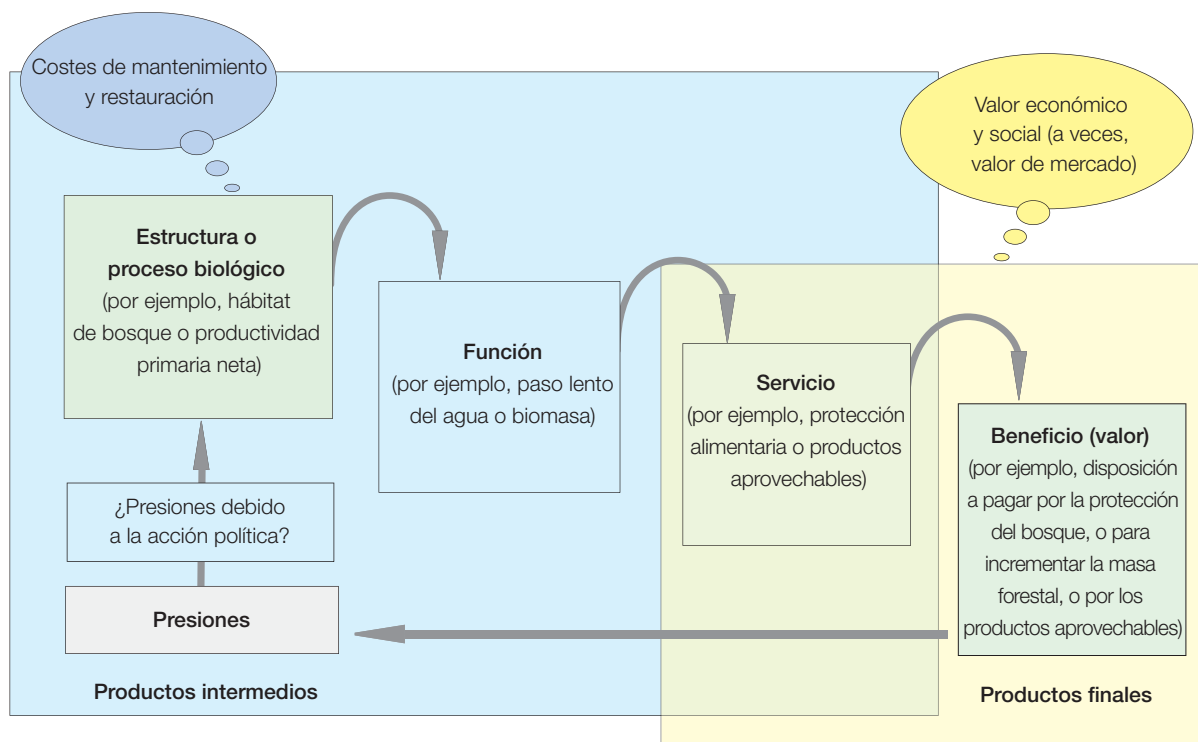 Costes de mantenimiento
y restauración
Valor económico
y social (a veces,
valor de mercado)
Estructura o
proceso biológico
(por ejemplo, hábitat
de bosque o productividad
primaria neta)
Función
(por ejemplo, paso lento
del agua o biomasa)
Servicio
(por ejemplo, protección
alimentaria o productos
aprovechables)
Beneficio (valor)
(por ejemplo, disposición
a pagar por la protección
del bosque, o para
incrementar la masa
forestal, o por los
productos aprovechables)
¿Presiones debido
a la acción política?
Presiones
Productos intermedios
Productos finales